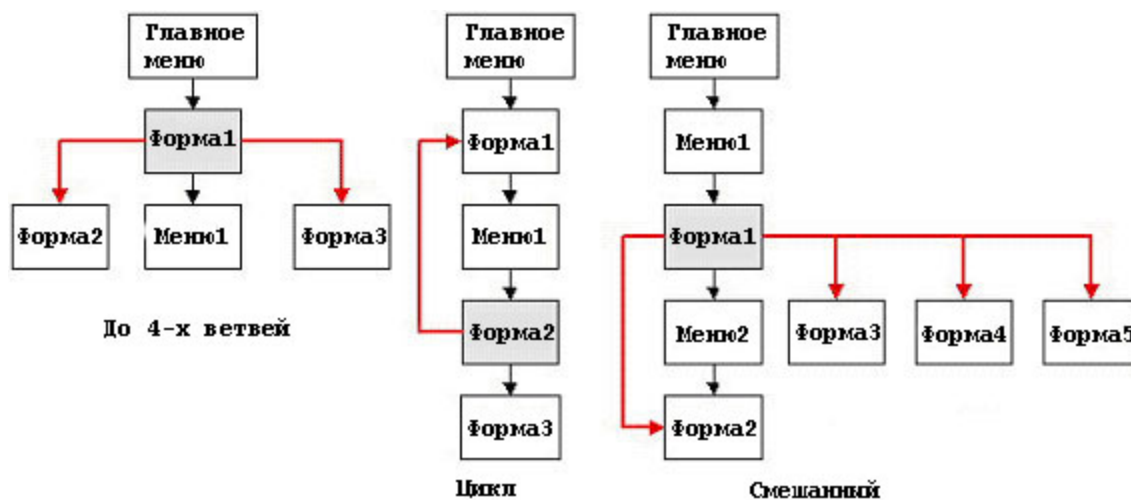 Главное
меню
Форма1
Форма2
Меню1
Форма3
До 4-х ветвей
Главное
меню
Форма1
Меню1
Форма2
Форма3
Цикл
Главное
меню
Меню1
Форма1
Меню2
Форма3
Форма4
Форма5
Форма2
Смешанный